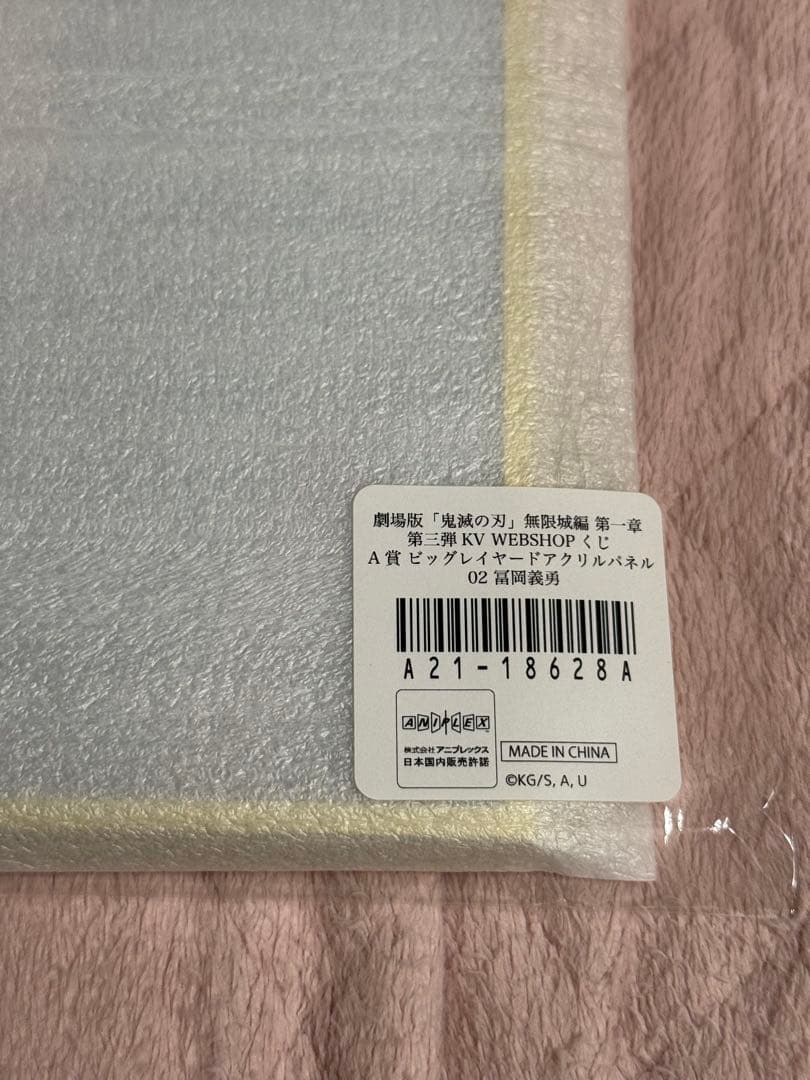 劇場版「鬼滅の刃」無限城編 第一章
第三弾 KV WEBSHOP くじ
A 賞 ビッグレイヤードアクリルパネル
02 冨岡義勇
A21-18628A
ANIPLEX
株式会社 アニプレックス
日本国内販売許諾
MADE IN CHINA
©KG/S, A, U